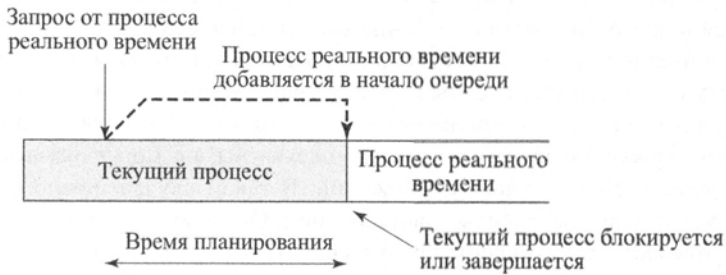 Запрос от процесса
реального времени
Процесс реального времени
добавляется в начало очереди
Текущий процесс
Процесс реального
времени
Время планирования
Текущий процесс блокируется
или завершается